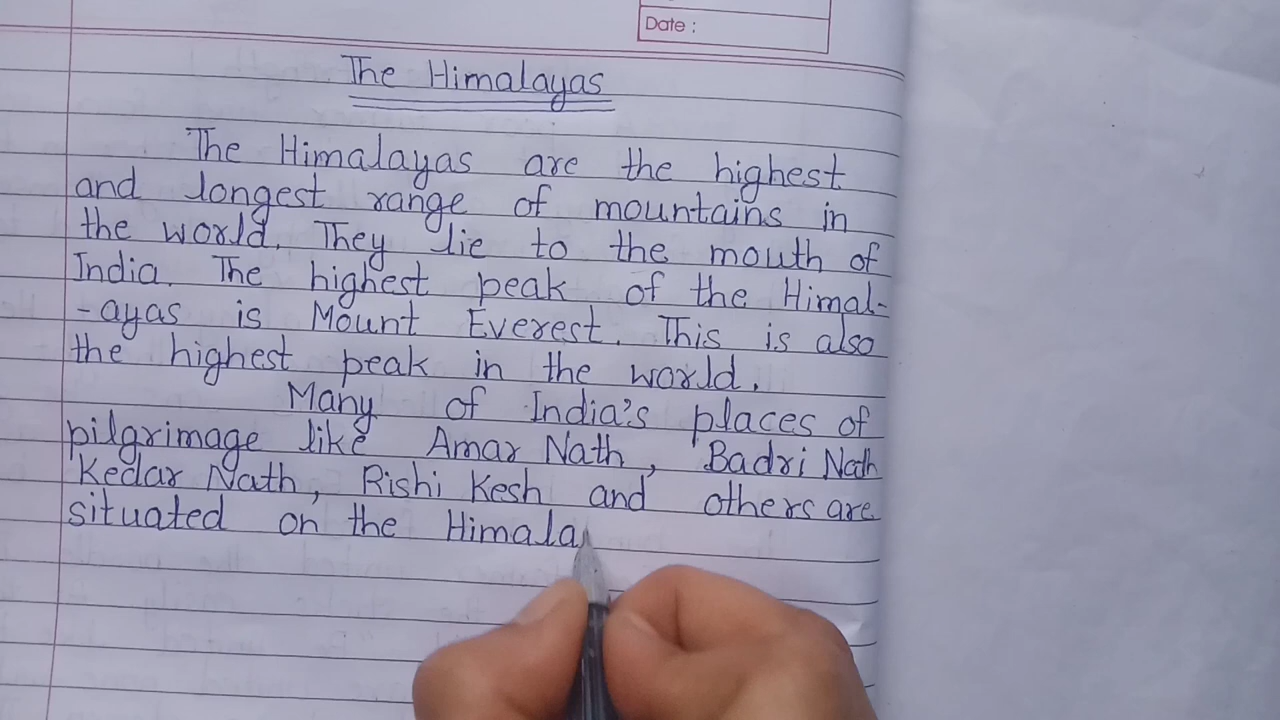 Date :
The Himalayas
The Himalayas are the highest
and longest range of mountains in
the world. They lie to the mouth of
India. The highest peak of the Himal-
-ayas is Mount Everest. This is also
the highest peak in the world.
Many of India's places of
pilgrimage like Amar Nath, Badri Nath
Kedar Nath, Rishi Kesh and others are
situated on the Himala